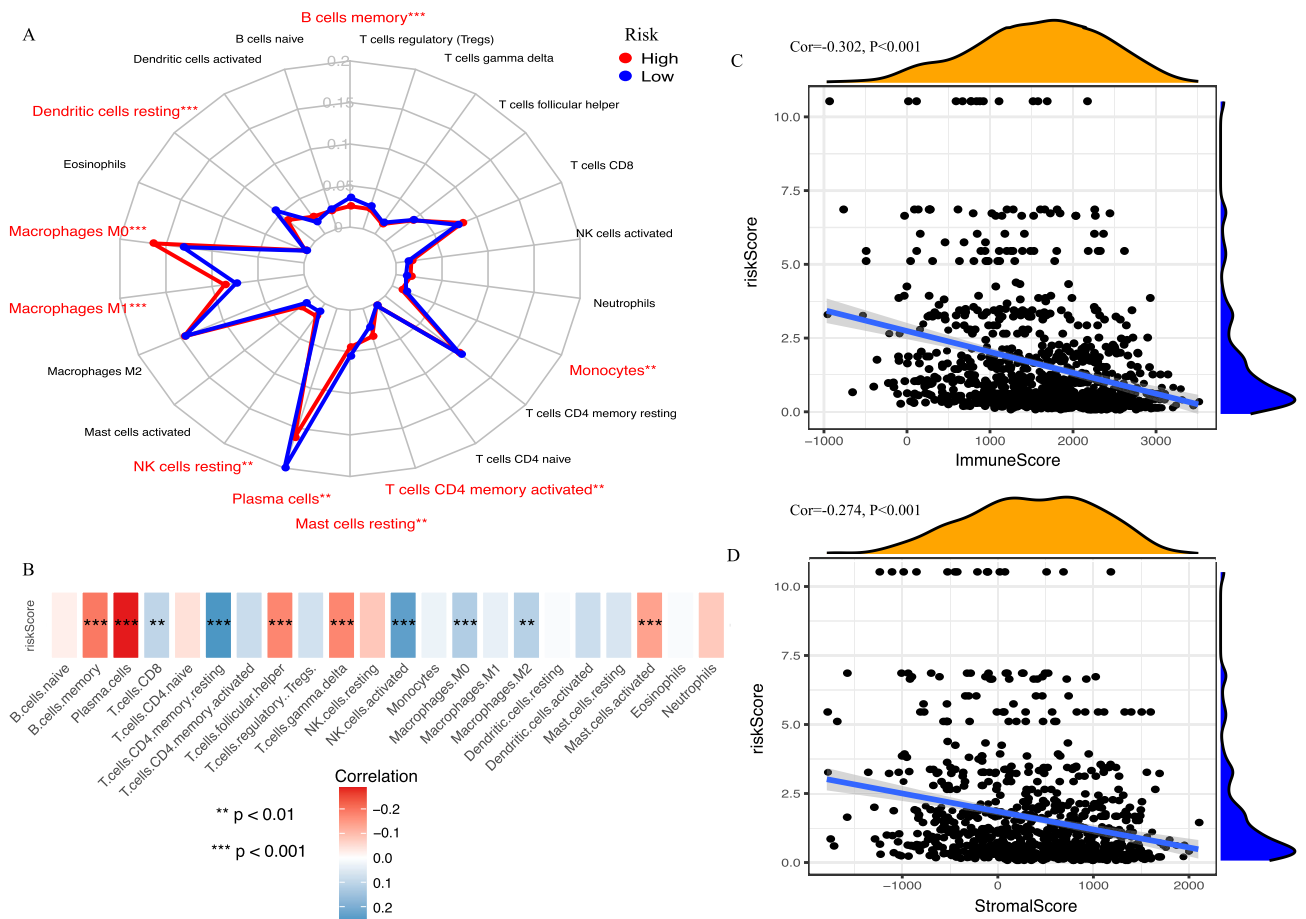 A
B cells memory***
B cells naive
T cells regulatory (Tregs)
Dendritic cells activated
T cells gamma delta
Risk
High
Low
0.2
0.15
0.1
0.05
0
Dendritic cells resting***
T cells follicular helper
Eosinophils
T cells CD8
Macrophages M0***
NK cells activated
Macrophages M1***
Neutrophils
Macrophages M2
Monocytes**
Mast cells activated
T cells CD4 memory resting
NK cells resting**
T cells CD4 naive
Plasma cells**
T cells CD4 memory activated**
Mast cells resting**
B
riskScore
*** *** ** *** *** *** *** *** ** ***
B.cells.naive
B.cells.memory
Plasma.cells
T.cells.CD8
T.cells.CD4.naive
T.cells.CD4.memory.resting
T.cells.CD4.memory.activated
T.cells.follicular.helper
T.cells.regulatory..Tregs.
T.cells.gamma.delta
NK.cells.resting
NK.cells.activated
Monocytes
Macrophages.M0
Macrophages.M1
Macrophages.M2
Dendritic.cells.resting
Dendritic.cells.activated
Mast.cells.resting
Mast.cells.activated
Eosinophils
Neutrophils
** p < 0.01
*** p < 0.001
Correlation
−0.2
−0.1
0.0
0.1
0.2
C
Cor=-0.302, P<0.001
riskScore
10.0
7.5
5.0
2.5
0.0
−1000 0 1000 2000 3000
ImmuneScore
D
Cor=-0.274, P<0.001
riskScore
10.0
7.5
5.0
2.5
0.0
−1000 0 1000 2000
StromalScore